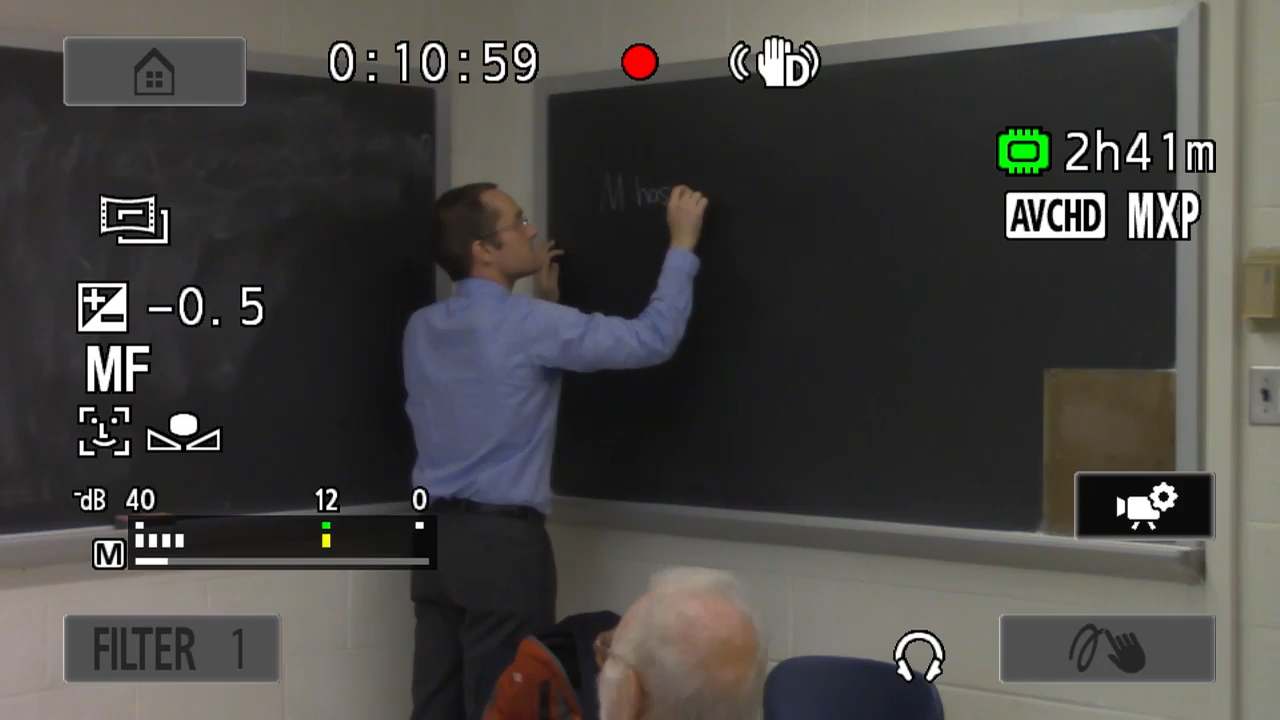 0:10:59
2h41m
AVCHD MXP
M has
-0.5
MF
-dB 40 12 0
M
FILTER 1